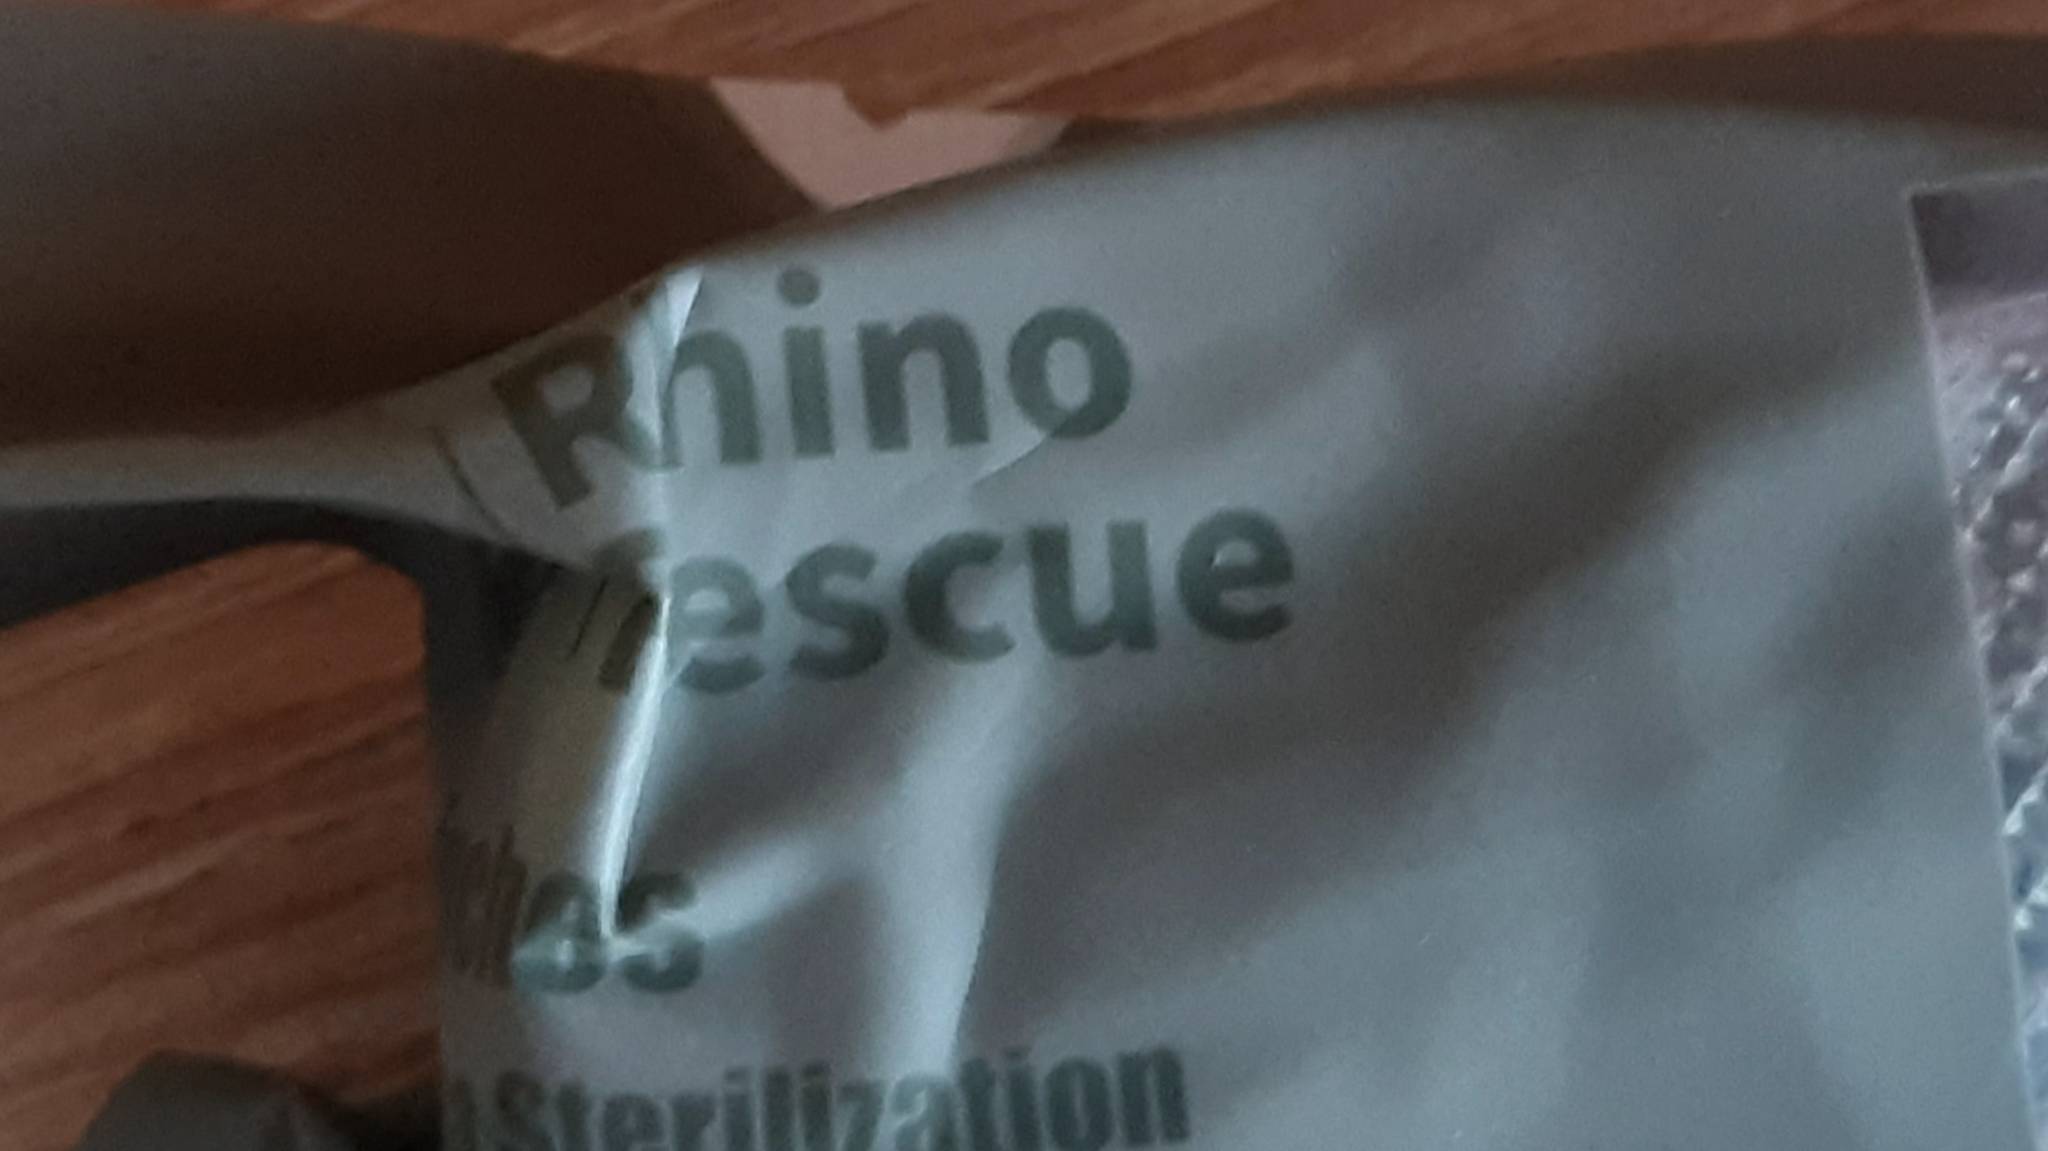 Rhino
rescue
Sterilization